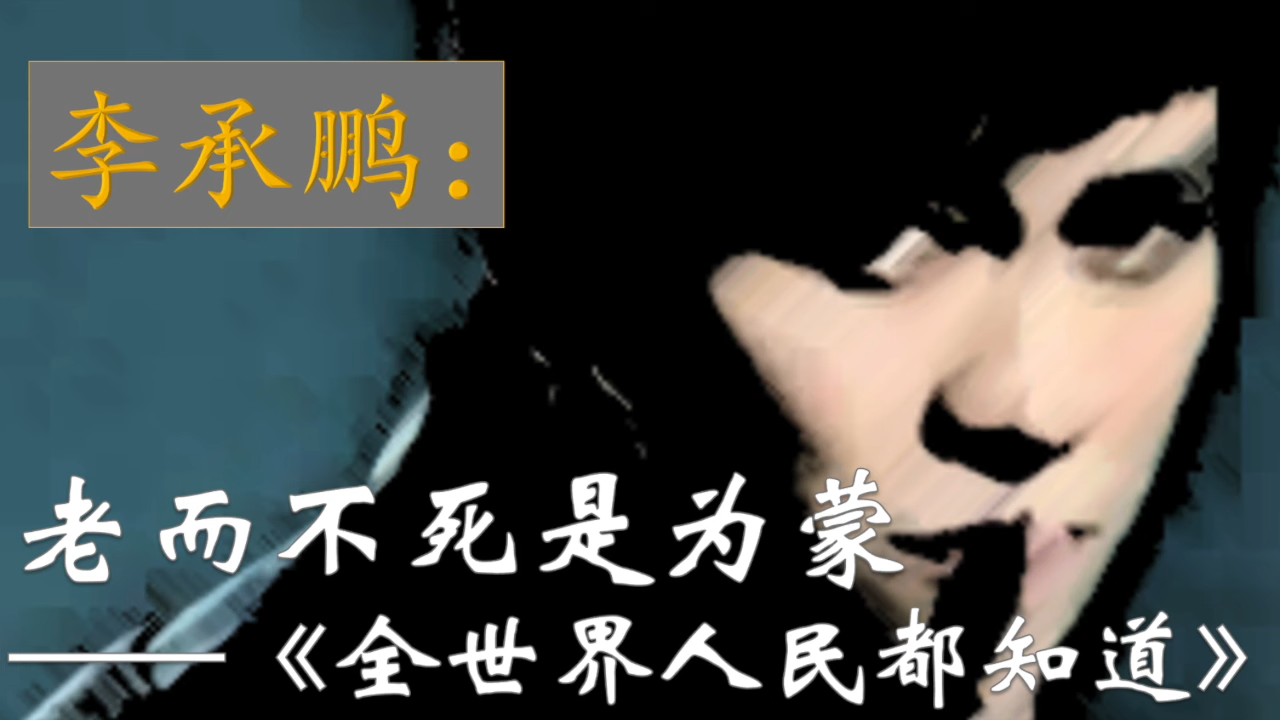 李承鹏：
老而不死是为蒙
——《全世界人民都知道》